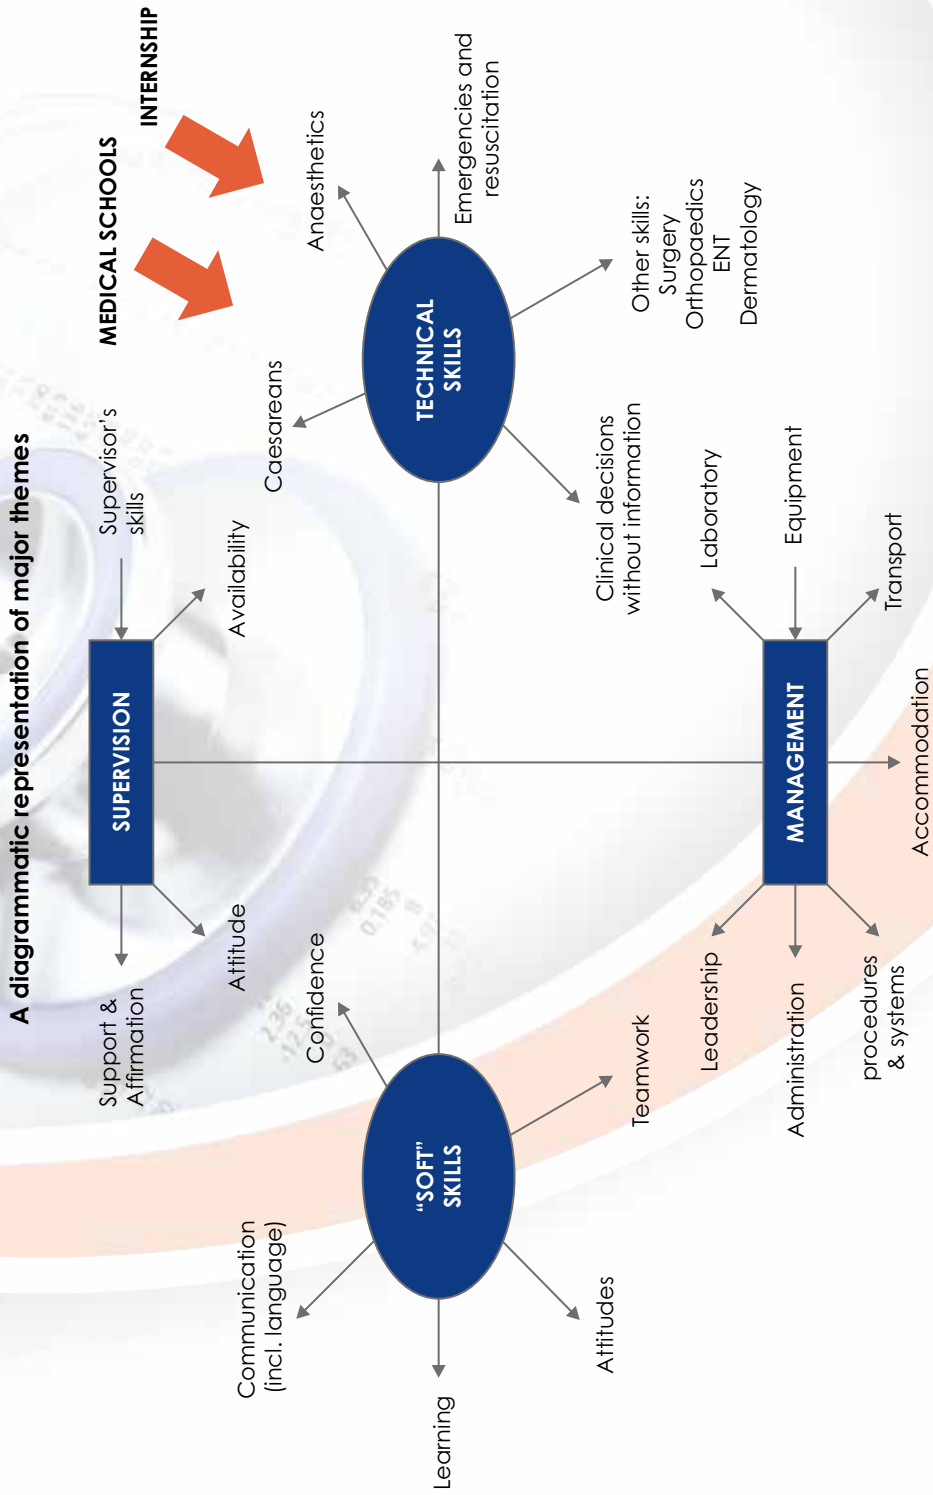 A diagrammatic representation of major themes
MEDICAL SCHOOLS
INTERNSHIP
SUPERVISION
Support &
Affirmation
Attitude
Supervisor’s
skills
Availability
“SOFT”
SKILLS
Communication
(incl. language)
Confidence
Learning
Attitudes
Teamwork
TECHNICAL
SKILLS
Caesareans
Anaesthetics
Emergencies and
resuscitation
Other skills:
Surgery
Orthopaedics
ENT
Dermatology
Clinical decisions
without information
MANAGEMENT
Leadership
Administration
procedures
& systems
Accommodation
Laboratory
Equipment
Transport